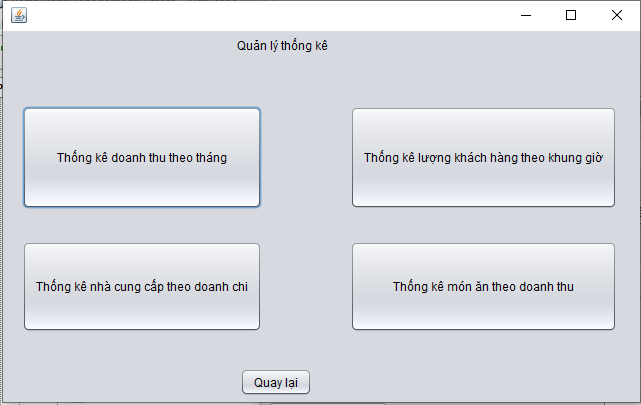 Quản lý thống kê
Thống kê doanh thu theo tháng
Thống kê lượng khách hàng theo khung giờ
Thống kê nhà cung cấp theo doanh chi
Thống kê món ăn theo doanh thu
Quay lại